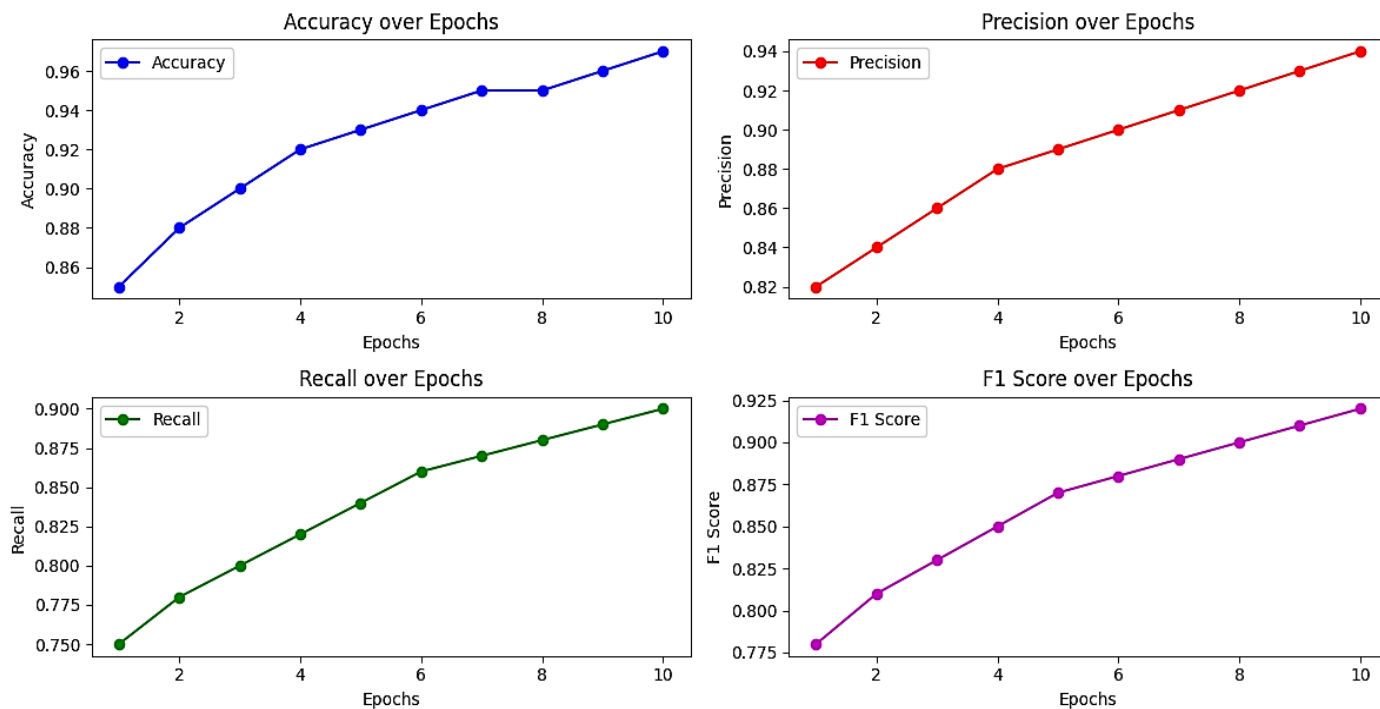 Accuracy over Epochs
Accuracy
Accuracy
0.96
0.94
0.92
0.90
0.88
0.86
2 4 6 8 10
Epochs
Precision over Epochs
Precision
Precision
0.94
0.92
0.90
0.88
0.86
0.84
0.82
2 4 6 8 10
Epochs
Recall over Epochs
Recall
Recall
0.900
0.875
0.850
0.825
0.800
0.775
0.750
2 4 6 8 10
Epochs
F1 Score over Epochs
F1 Score
F1 Score
0.925
0.900
0.875
0.850
0.825
0.800
0.775
2 4 6 8 10
Epochs